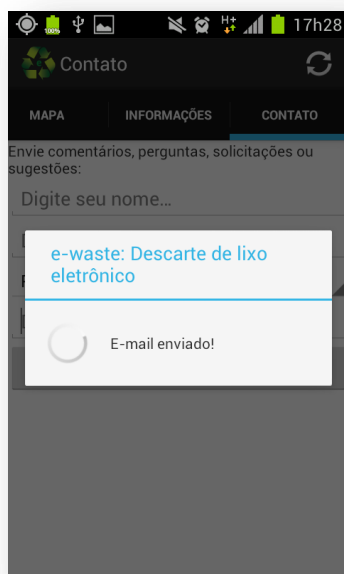 100%
H+
17h28
Contato
MAPA INFORMAÇÕES CONTATO
Envie comentários, perguntas, solicitações ou
sugestões:
Digite seu nome...
e-waste: Descarte de lixo
eletrônico
E-mail enviado!